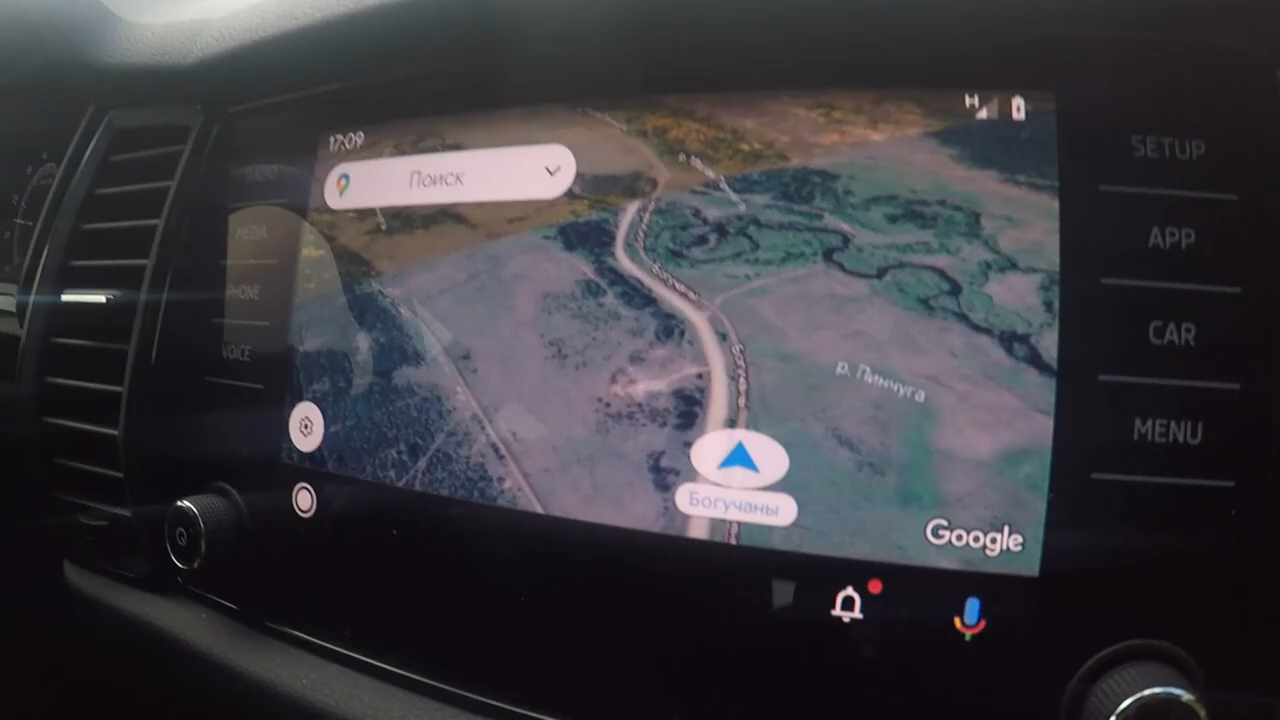 17:09
H
Поиск
RADIO
MEDIA
PHONE
VOICE
SETUP
APP
CAR
MENU
р. Пинчуга
Богучаны
Google